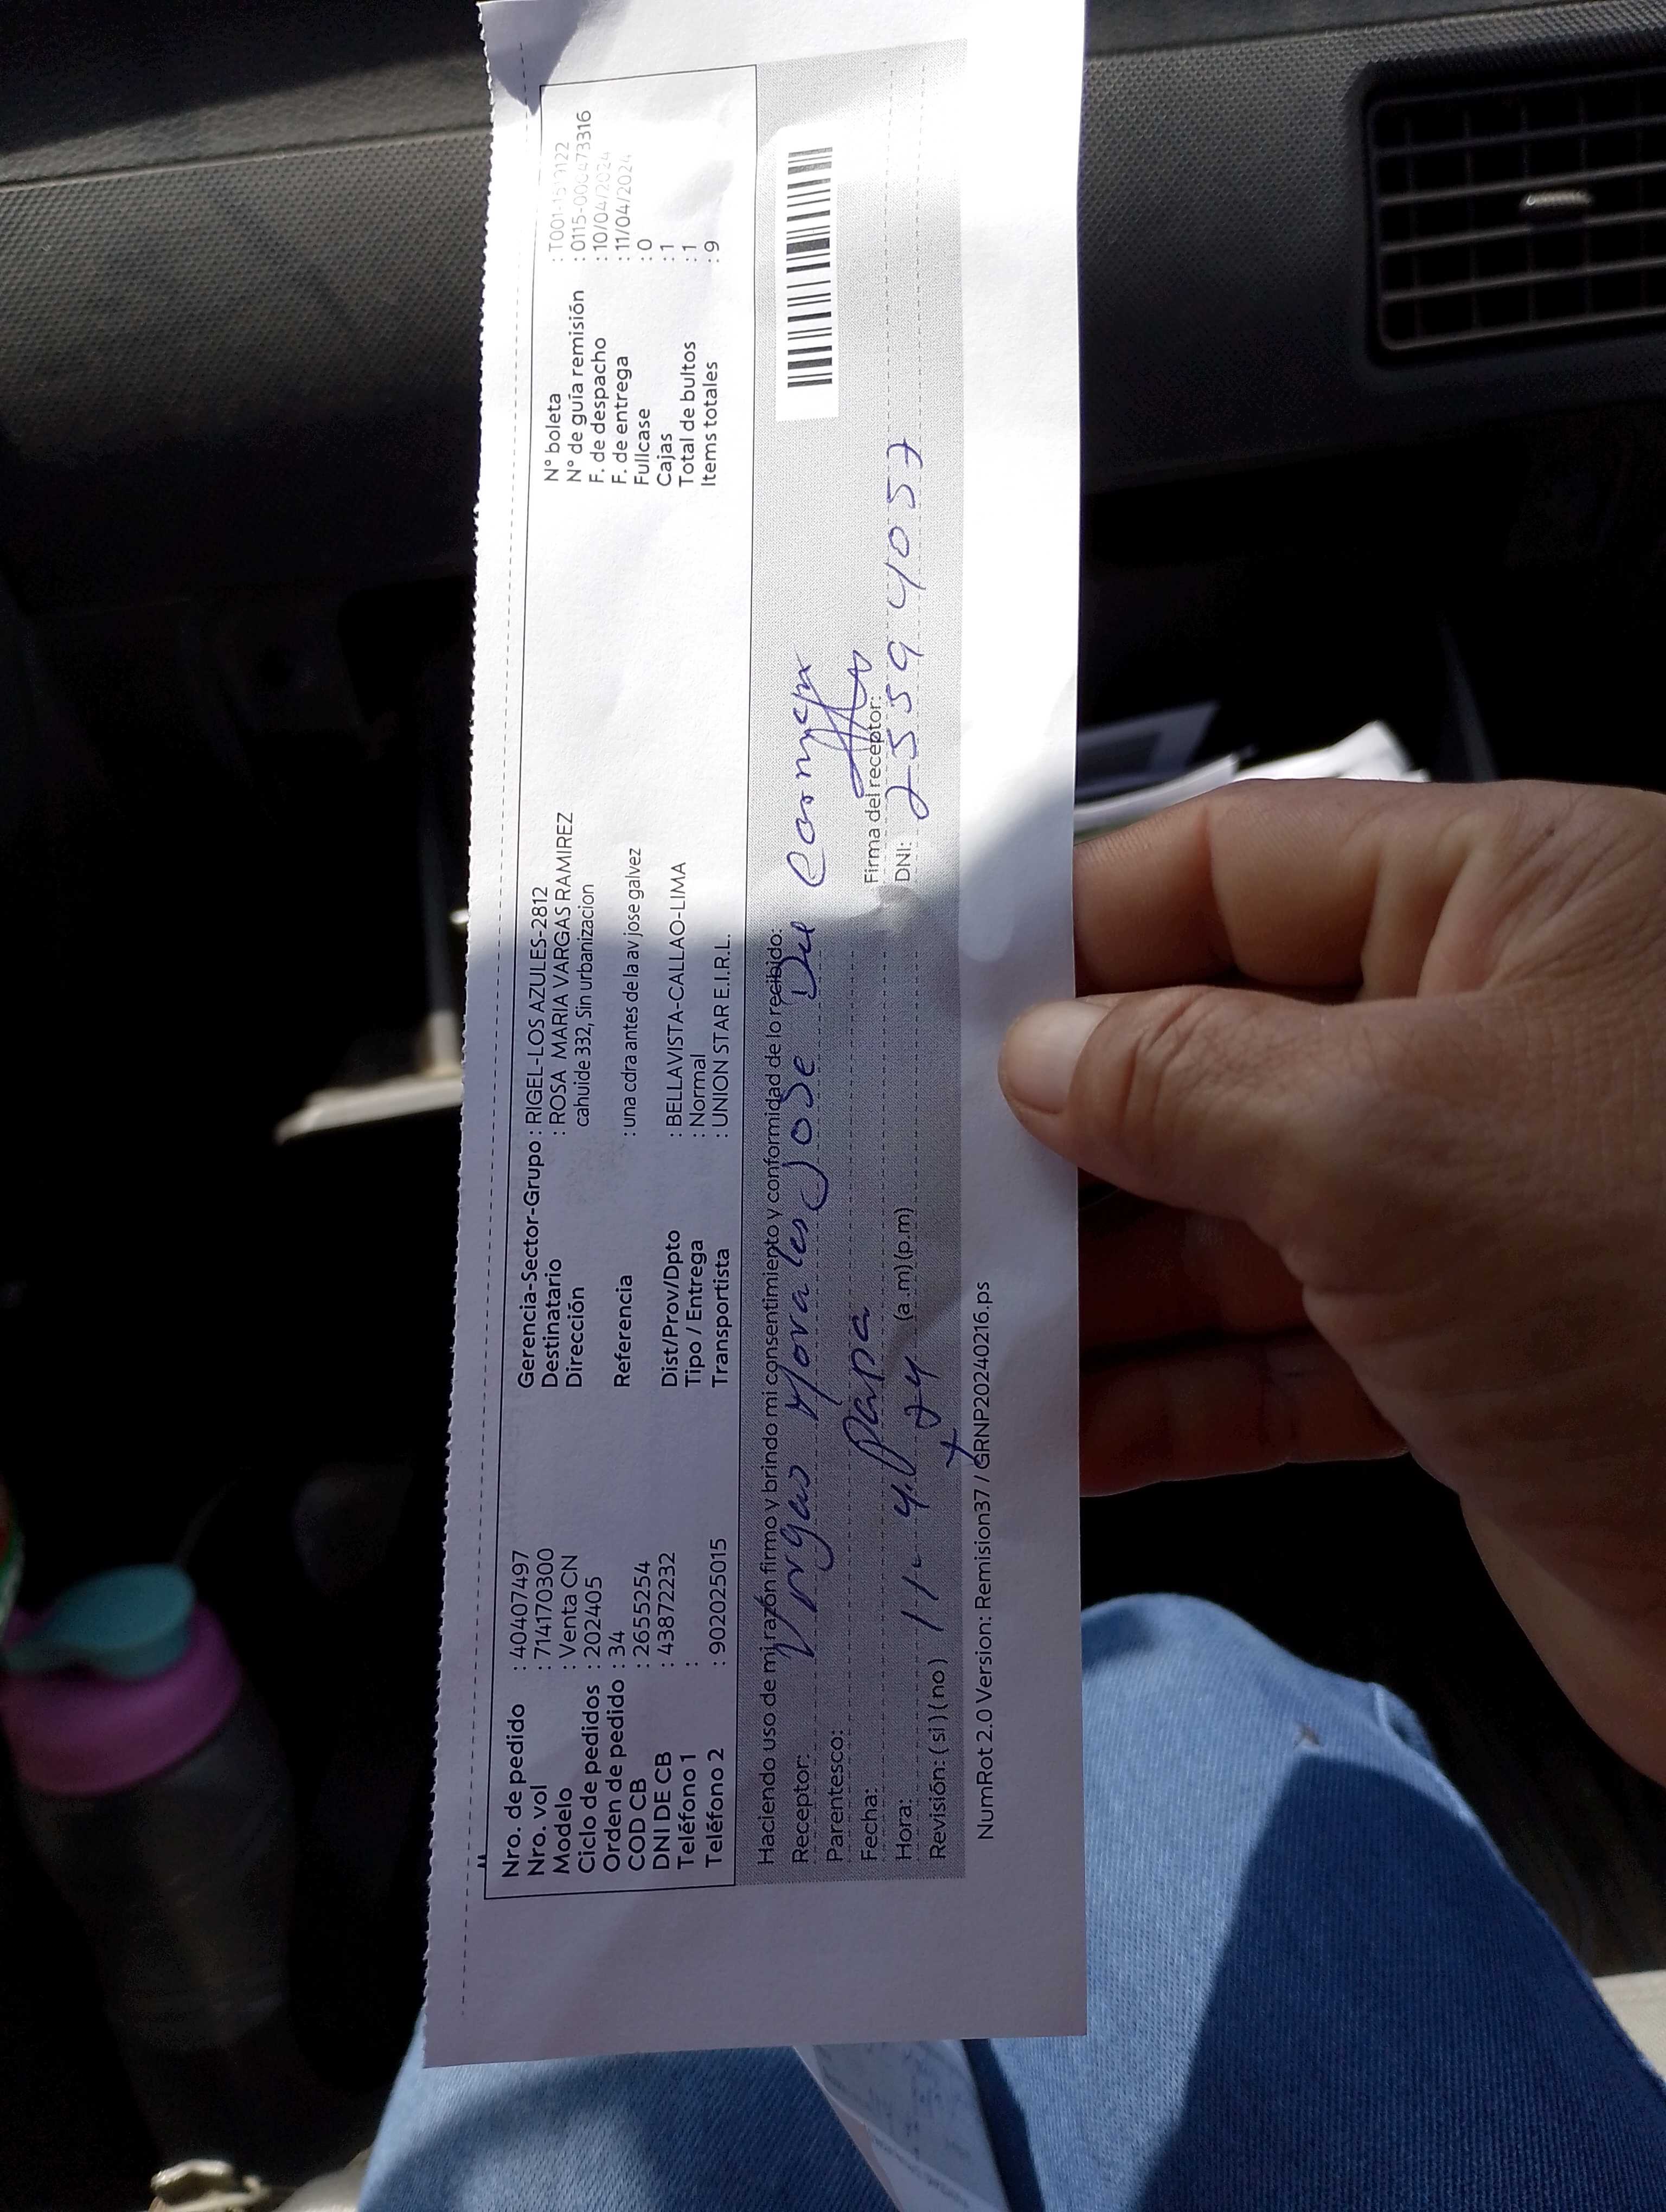 Nro. de pedido : 40407497
Nro. vol : 714170300
Modelo : Venta CN
Ciclo de pedidos : 202405
Orden de pedido : 34
COD CB : 2655254
DNI DE CB : 43872232
Teléfono 1 :
Teléfono 2 : 902025015
Gerencia-Sector-Grupo : RIGEL-LOS AZULES-2812
Destinatario : ROSA MARIA VARGAS RAMIREZ
Dirección cahuide 332, Sin urbanizacion
Referencia : una cdra antes de la av jose galvez
Dist/Prov/Dpto : BELLAVISTA-CALLAO-LIMA
Tipo / Entrega : Normal
Transportista : UNION STAR E.I.R.L.
N° boleta
N° de guía remisión : 0115-000473316
F. de despacho : 10/04/2024
F. de entrega : 11/04/2024
Fullcase : 0
Cajas : 1
Total de bultos : 1
Items totales : 9
Haciendo uso de mi razón firmo y brindo mi consentimiento y conformidad de lo recibido:
Receptor: Vargas Morales Jose Del
Parentesco: Papa
Fecha: 11- 4. 24
Hora: (a.m) (p.m)
Revisión: ( si ) ( no )
Firma del receptor:
DNI: 25594057
NumRot 2.0 Version: Remision37 / GRNP20240216.ps